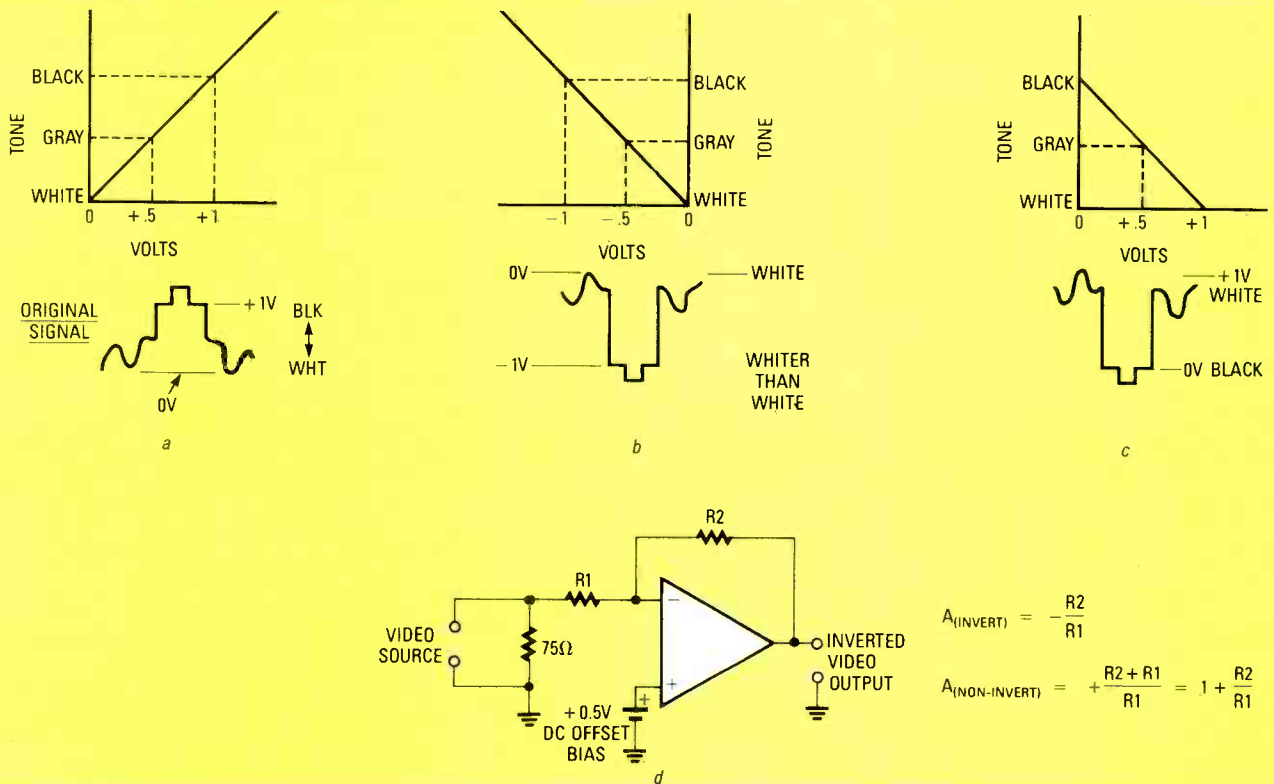 BLACK
GRAY
WHITE
TONE
0
+.5
+1
VOLTS
ORIGINAL
SIGNAL
+1V
0V
BLK
WHT
a
BLACK
GRAY
WHITE
TONE
-1
-.5
0
VOLTS
0V
WHITE
-1V
WHITER
THAN
WHITE
b
BLACK
GRAY
WHITE
TONE
0
+.5
+1
VOLTS
+1V
WHITE
0V BLACK
c
VIDEO
SOURCE
75Ω
R1
R2
−
+
+
+0.5V
DC OFFSET
BIAS
INVERTED
VIDEO
OUTPUT
d
A(INVERT) = -R2/R1
A(NON-INVERT) = +R2+R1/R1 = 1 + R2/R1